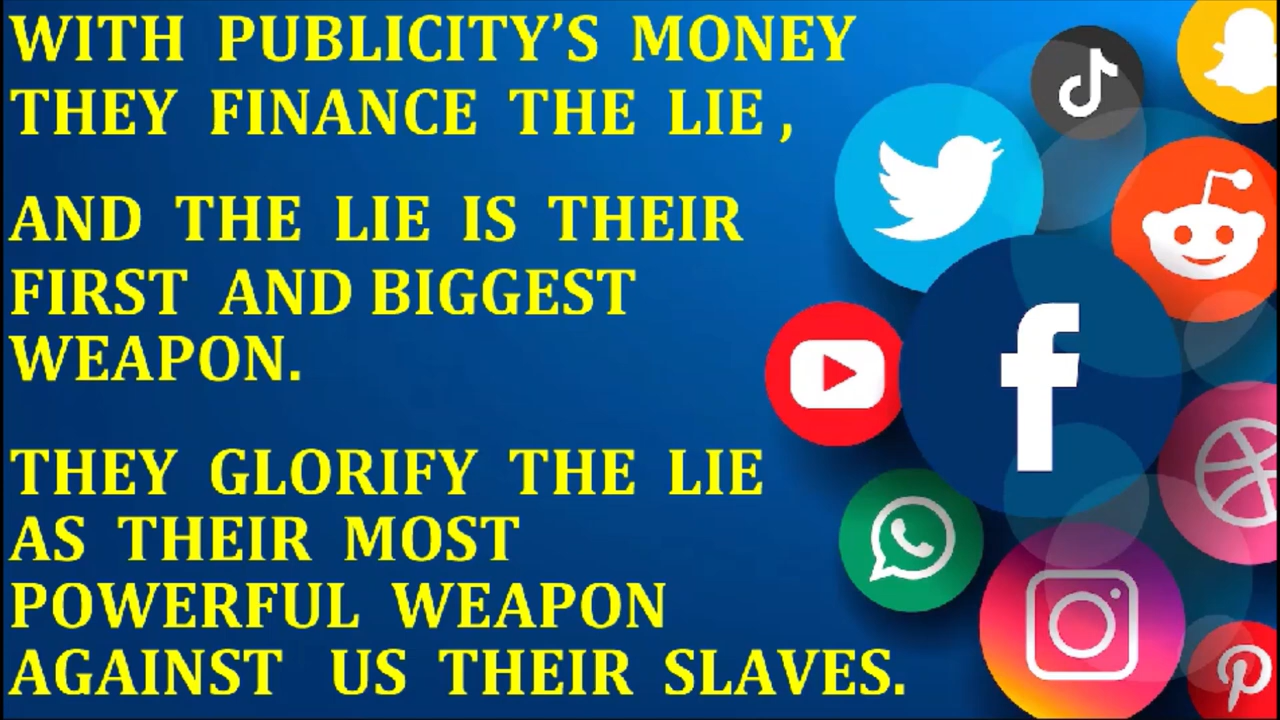 WITH PUBLICITY’S MONEY
THEY FINANCE THE LIE ,
AND THE LIE IS THEIR
FIRST AND BIGGEST
WEAPON.
THEY GLORIFY THE LIE
AS THEIR MOST
POWERFUL WEAPON
AGAINST US THEIR SLAVES.